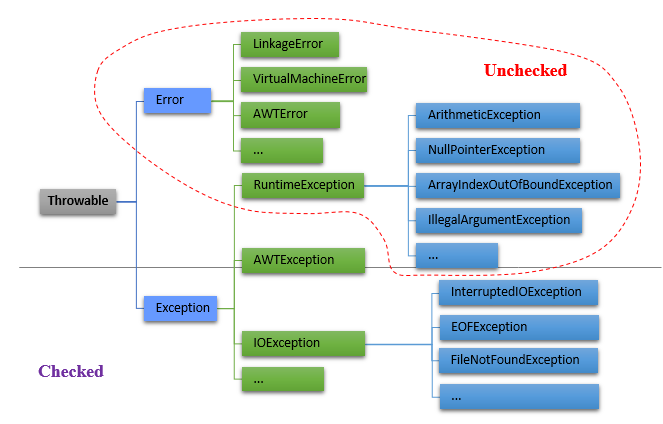 LinkageError
Unchecked
VirtualMachineError
Error
AWTError
ArithmeticException
...
NullPointerException
RuntimeException
ArrayIndexOutOfBoundException
Throwable
IllegalArgumentException
AWTException
...
InterruptedIOException
Exception
EOFException
IOException
FileNotFoundException
Checked
...
...